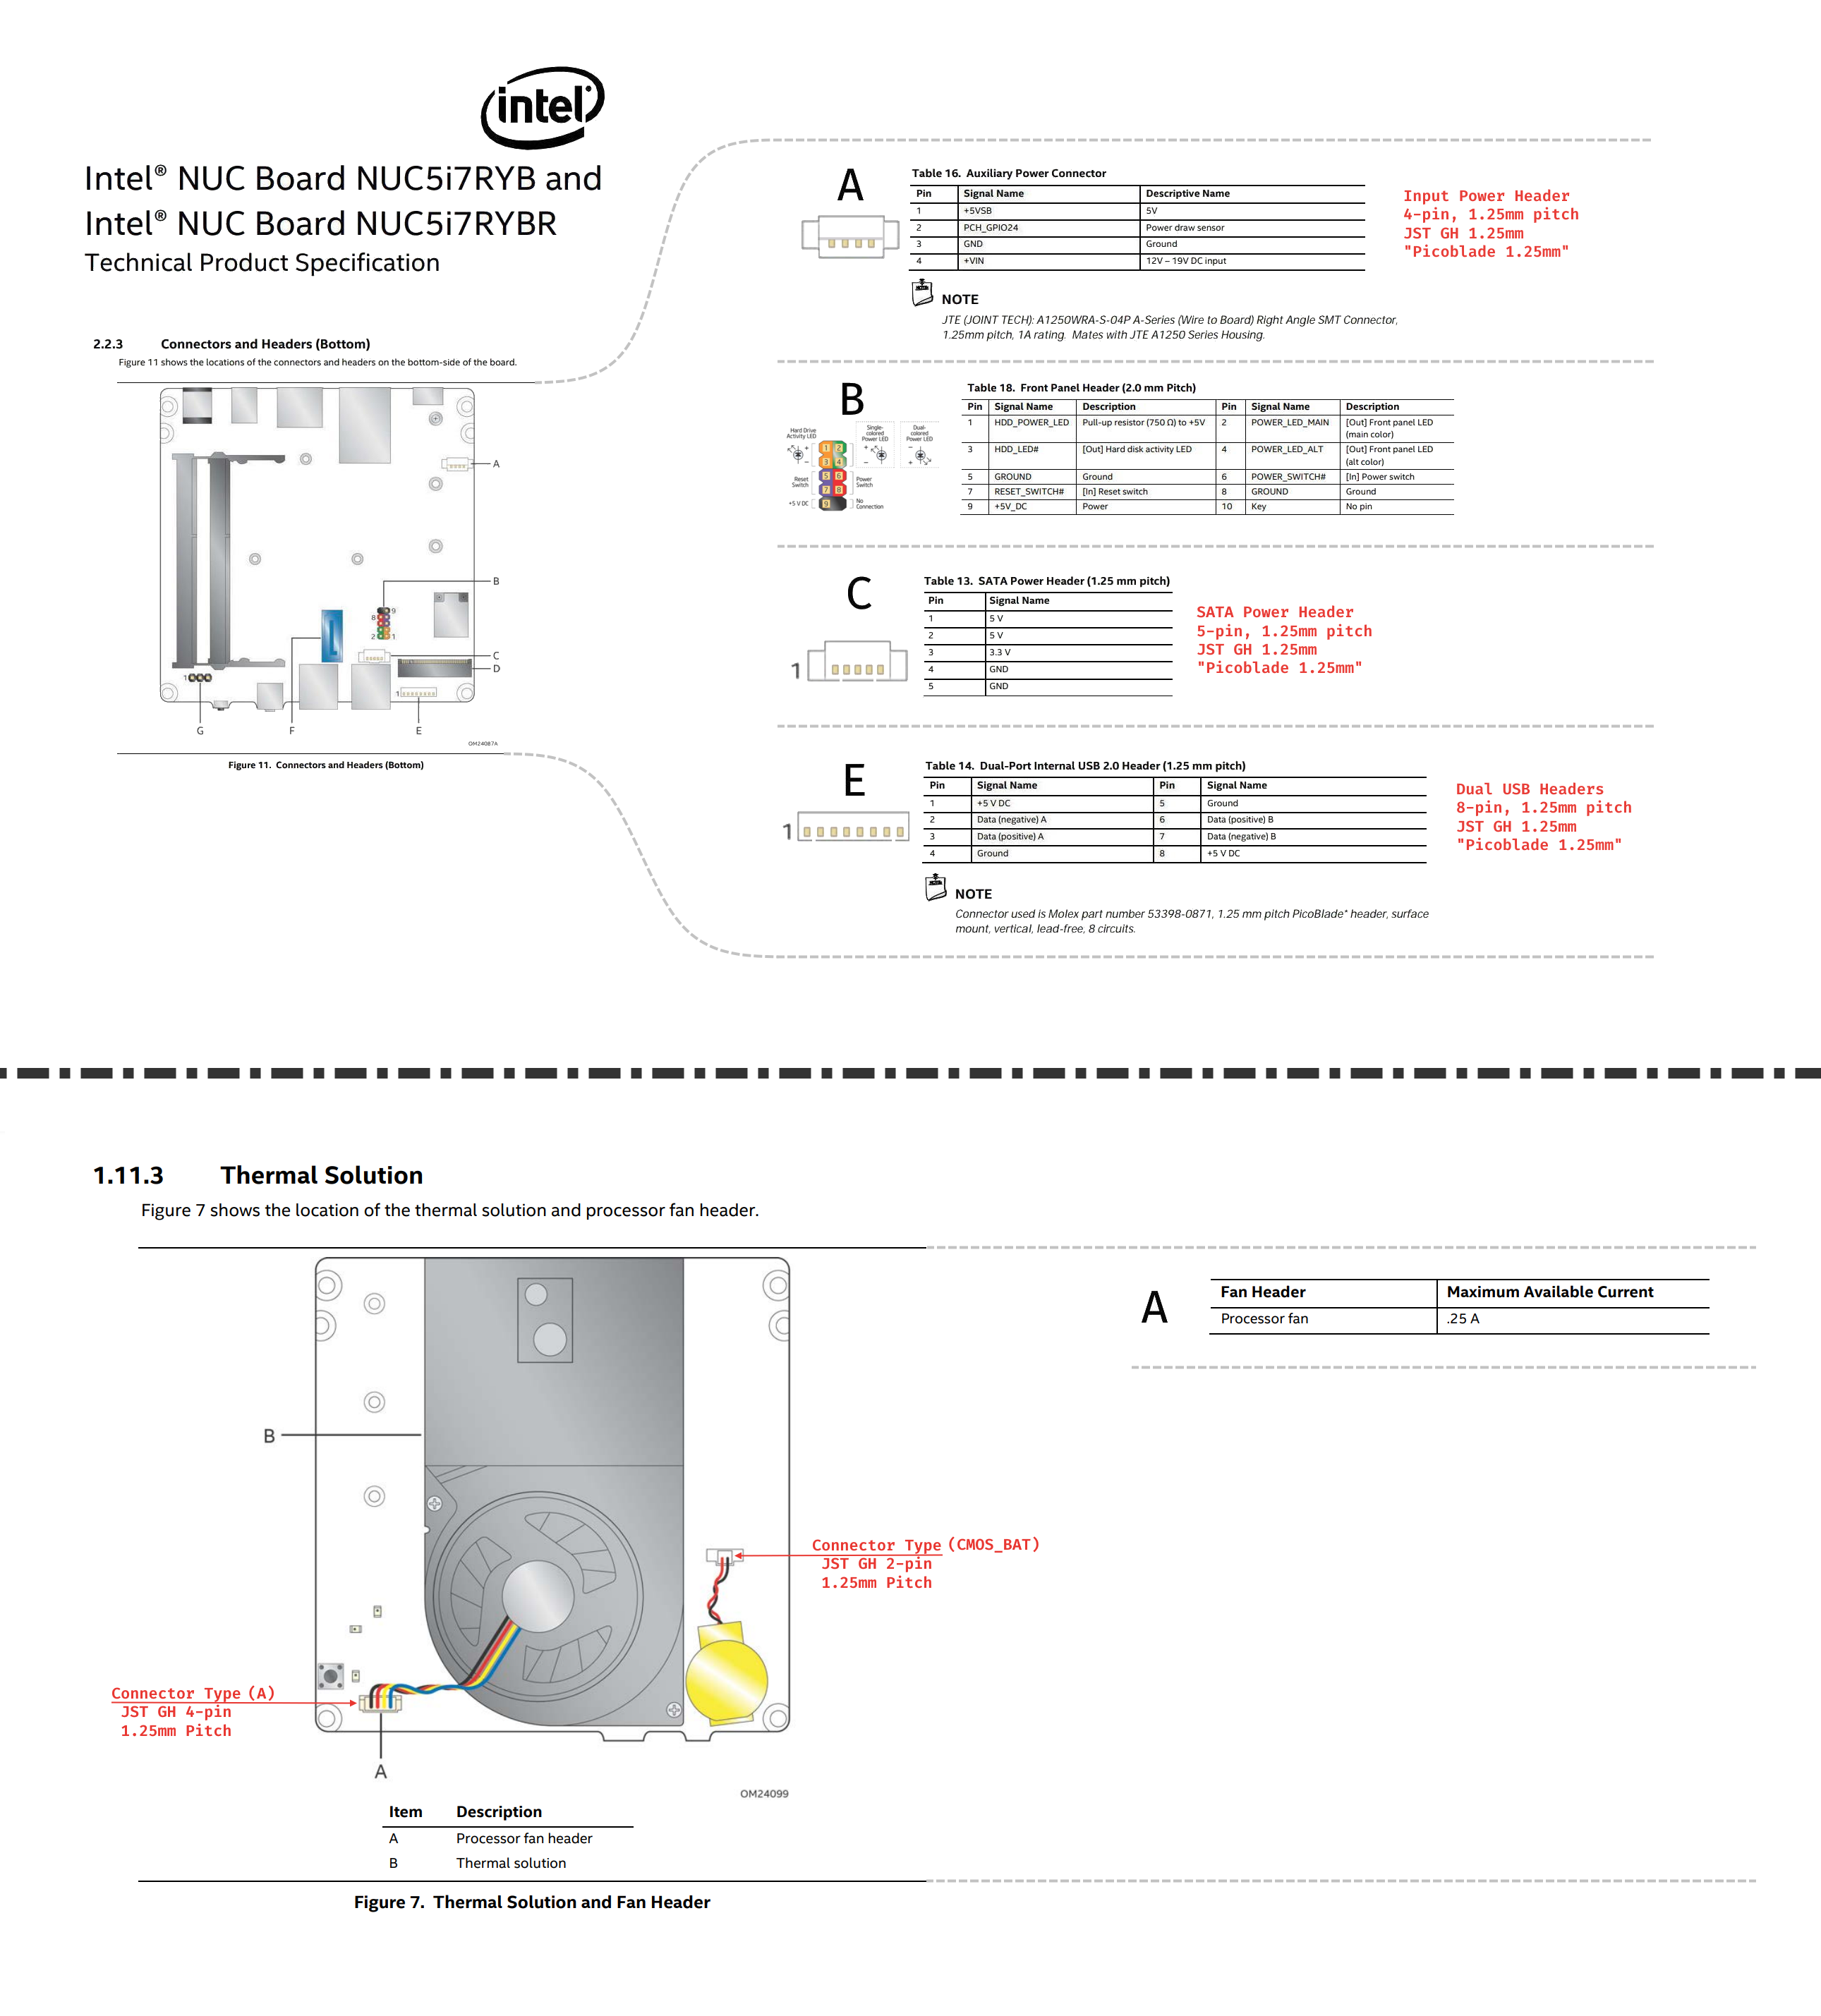 intel®
Intel® NUC Board NUC5i7RYB and
Intel® NUC Board NUC5i7RYBR
Technical Product Specification
2.2.3 Connectors and Headers (Bottom)
Figure 11 shows the locations of the connectors and headers on the bottom-side of the board.
A
B
9
8
2 1
C
D
1
1
G F E
OM24087A
Figure 11. Connectors and Headers (Bottom)
A
Table 16. Auxiliary Power Connector
Pin Signal Name Descriptive Name
1 +5VSB 5V
2 PCH_GPIO24 Power draw sensor
3 GND Ground
4 +VIN 12V – 19V DC input
Input Power Header
4-pin, 1.25mm pitch
JST GH 1.25mm
"Picoblade 1.25mm"
NOTE
JTE (JOINT TECH): A1250WRA-S-04P A-Series (Wire to Board) Right Angle SMT Connector,
1.25mm pitch, 1A rating. Mates with JTE A1250 Series Housing.
B
Hard Drive
Activity LED
Single-
colored
Power LED
Dual-
colored
Power LED
+ −
+ −
− +
1 2
3 4
5 6
7 8
9
Reset
Switch
Power
Switch
+5 V DC
No
Connection
Table 18. Front Panel Header (2.0 mm Pitch)
Pin Signal Name Description Pin Signal Name Description
1 HDD_POWER_LED Pull-up resistor (750 Ω) to +5V 2 POWER_LED_MAIN [Out] Front panel LED
(main color)
3 HDD_LED# [Out] Hard disk activity LED 4 POWER_LED_ALT [Out] Front panel LED
(alt color)
5 GROUND Ground 6 POWER_SWITCH# [In] Power switch
7 RESET_SWITCH# [In] Reset switch 8 GROUND Ground
9 +5V_DC Power 10 Key No pin
C
1
Table 13. SATA Power Header (1.25 mm pitch)
Pin Signal Name
1 5 V
2 5 V
3 3.3 V
4 GND
5 GND
SATA Power Header
5-pin, 1.25mm pitch
JST GH 1.25mm
"Picoblade 1.25mm"
E
1
Table 14. Dual-Port Internal USB 2.0 Header (1.25 mm pitch)
Pin Signal Name Pin Signal Name
1 +5 V DC 5 Ground
2 Data (negative) A 6 Data (positive) B
3 Data (positive) A 7 Data (negative) B
4 Ground 8 +5 V DC
Dual USB Headers
8-pin, 1.25mm pitch
JST GH 1.25mm
"Picoblade 1.25mm"
NOTE
Connector used is Molex part number 53398-0871, 1.25 mm pitch PicoBlade* header, surface
mount, vertical, lead-free, 8 circuits.
1.11.3 Thermal Solution
Figure 7 shows the location of the thermal solution and processor fan header.
B
Connector Type (CMOS_BAT)
JST GH 2-pin
1.25mm Pitch
Connector Type (A)
JST GH 4-pin
1.25mm Pitch
A
OM24099
Item Description
A Processor fan header
B Thermal solution
Figure 7. Thermal Solution and Fan Header
A
Fan Header Maximum Available Current
Processor fan .25 A